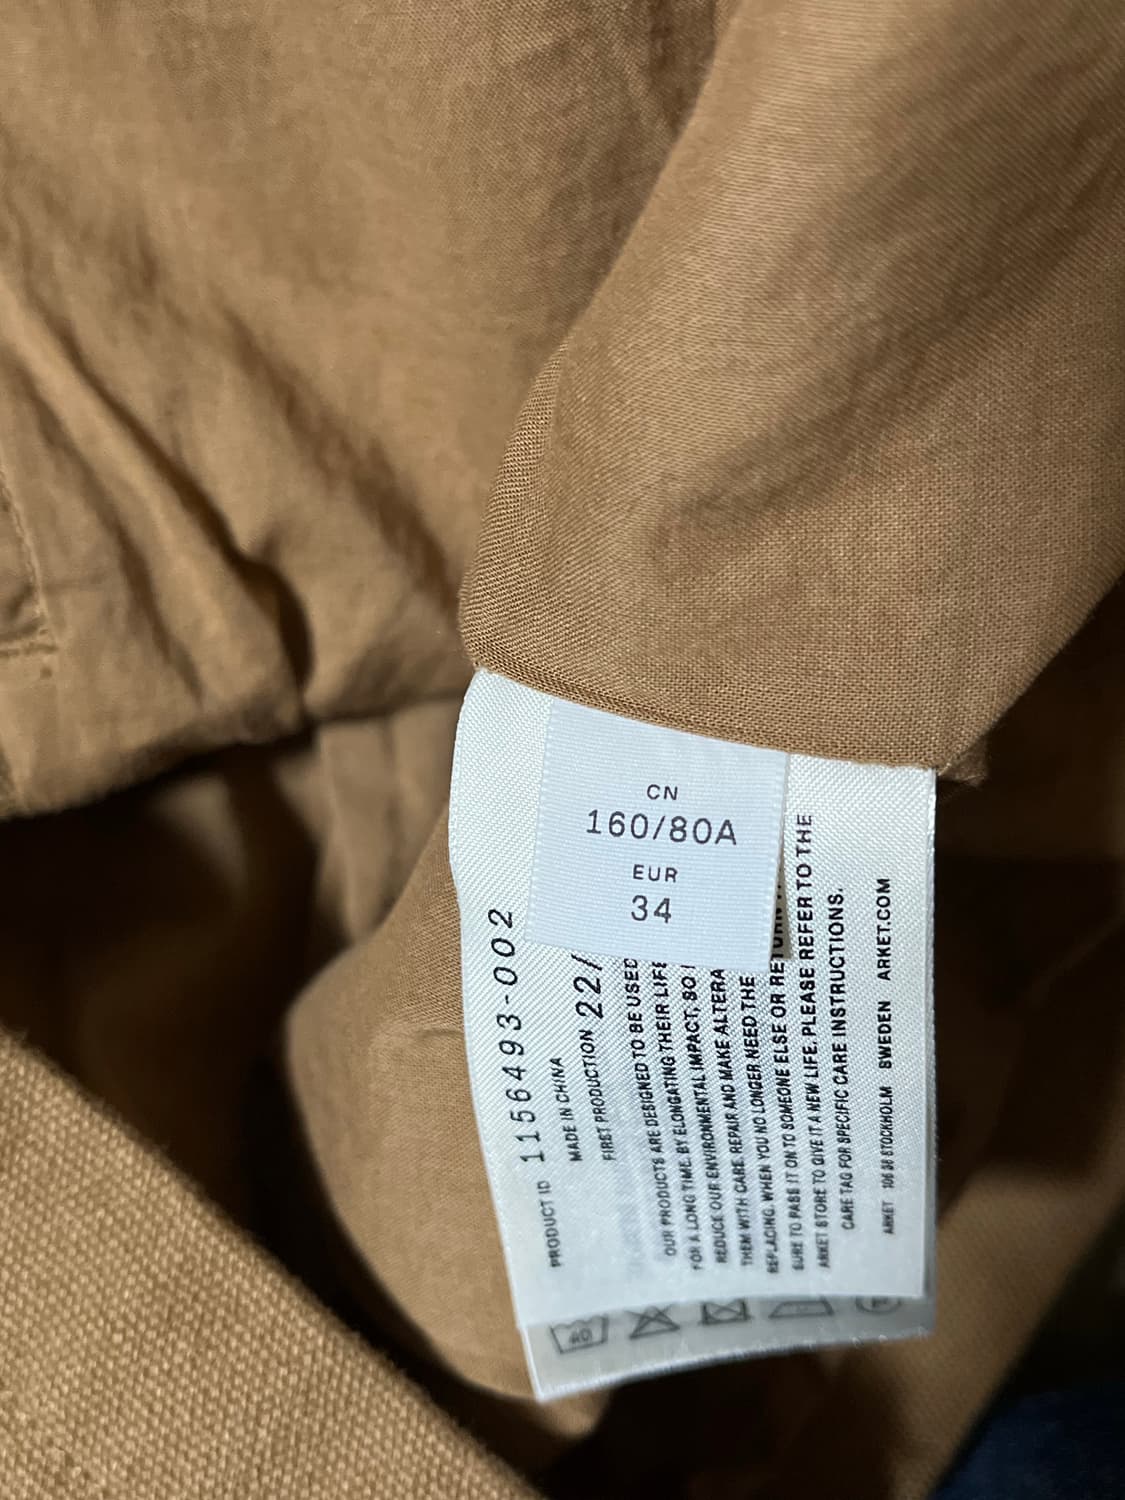 CN
160/80A
EUR
34
PRODUCT ID 1156493-002
MADE IN CHINA
FIRST PRODUCTION 22/
OUR PRODUCTS ARE DESIGNED TO BE USED
FOR A LONG TIME. BY ELONGATING THEIR LIFE
REDUCE OUR ENVIRONMENTAL IMPACT, SO
THEM WITH CARE, REPAIR AND MAKE ALTERA
REPLACING. WHEN YOU NO LONGER NEED THE
SURE TO PASS IT ON TO SOMEONE ELSE OR RETURN
ARKET STORE TO GIVE IT A NEW LIFE. PLEASE REFER TO THE
CARE TAG FOR SPECIFIC CARE INSTRUCTIONS.
ARKET 106 38 STOCKHOLM SWEDEN ARKET.COM
40